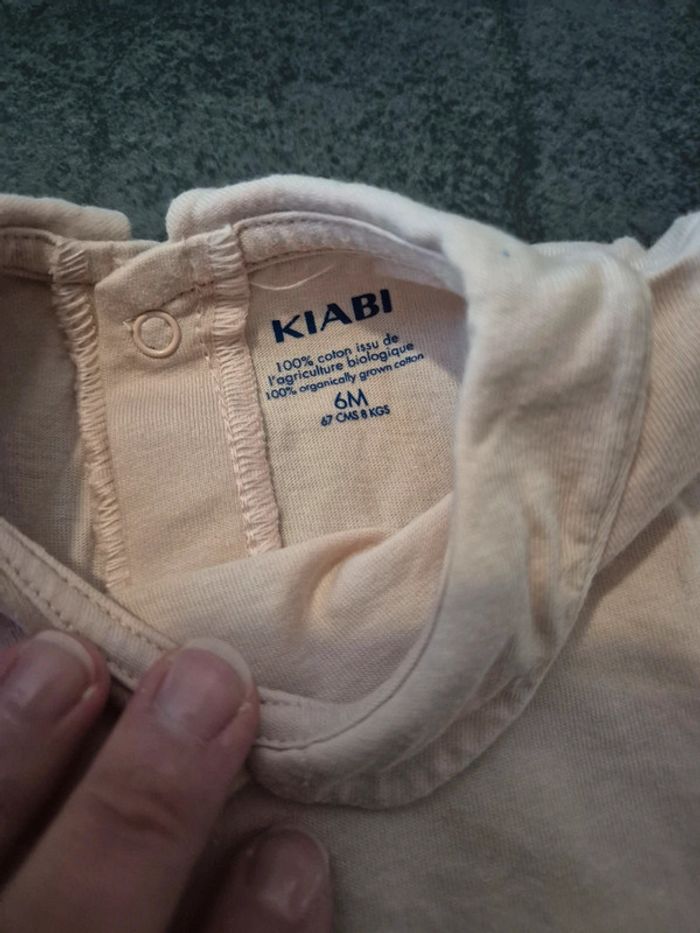 KIABI
100% coton issu de
l'agriculture biologique
100% organically grown cotton
6M
67 CMS 8 KGS